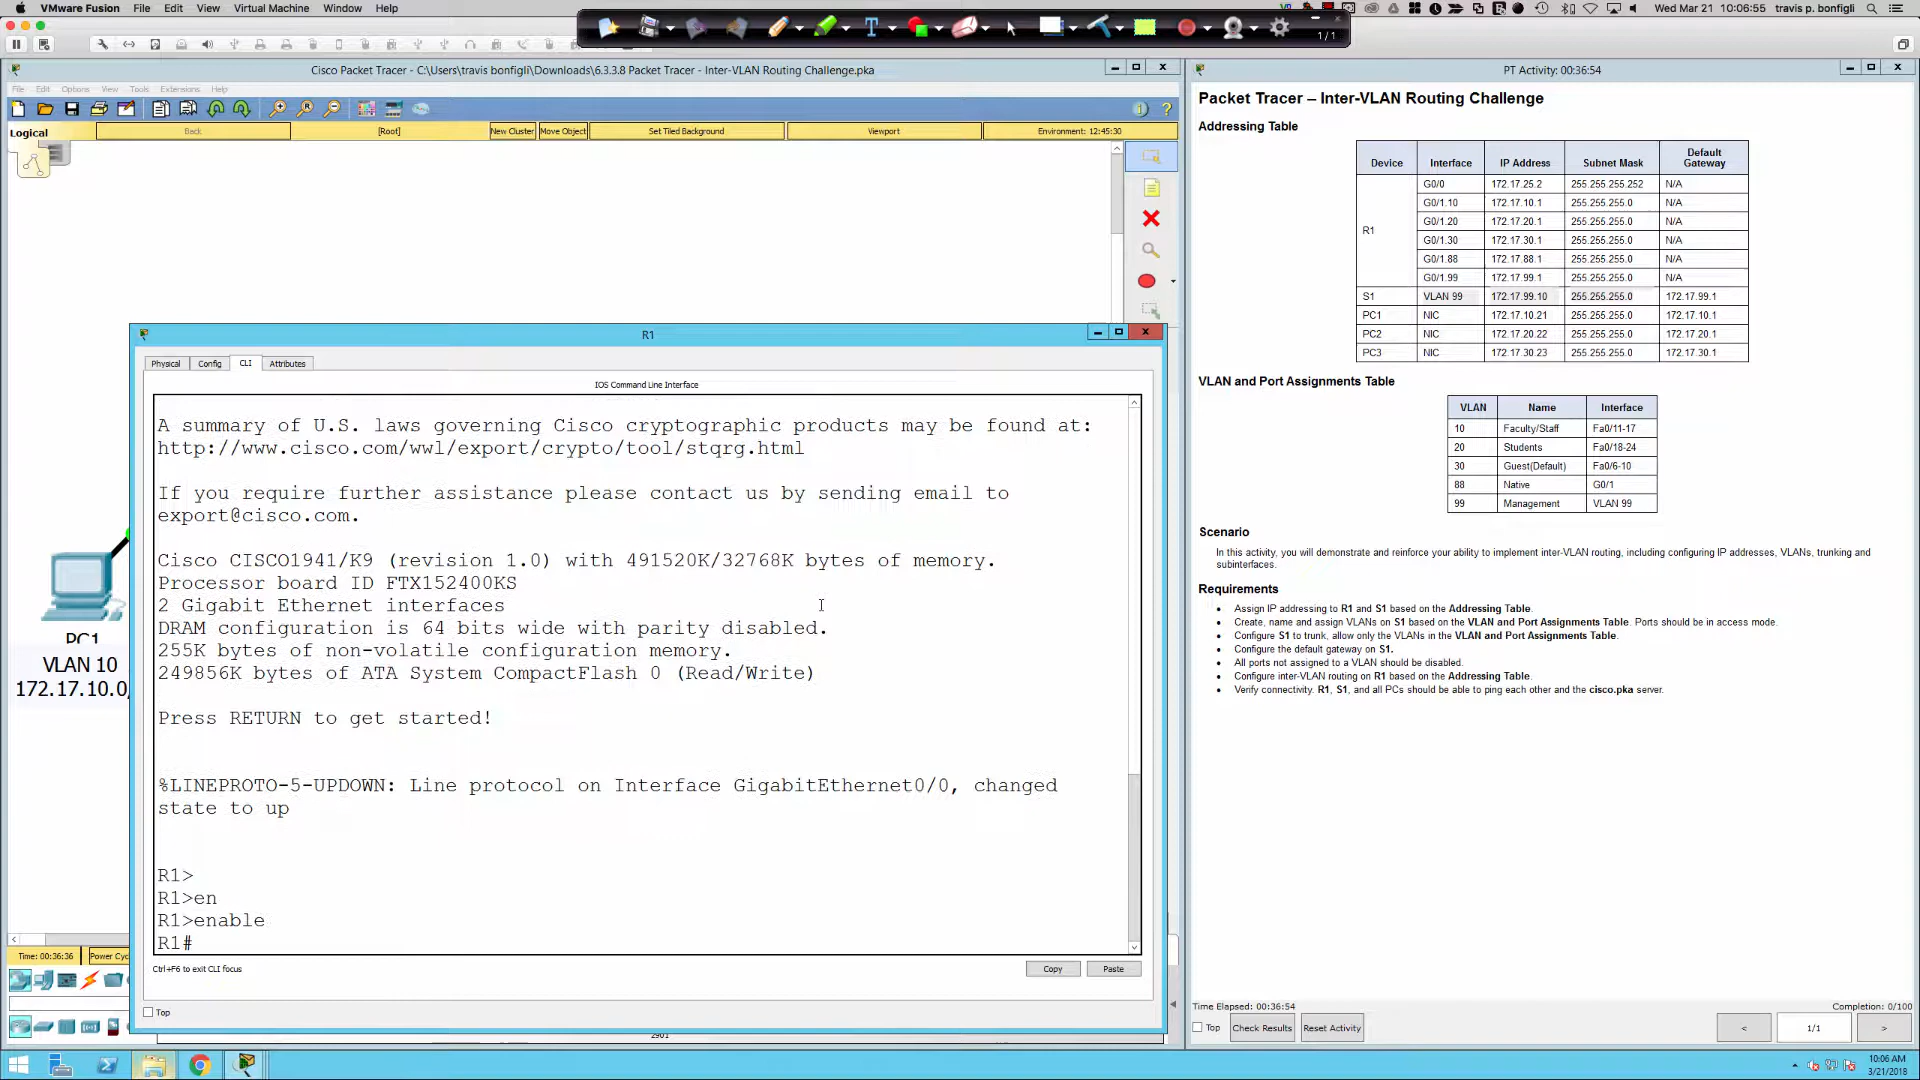 VMware Fusion File Edit View Virtual Machine Window Help
Wed Mar 21 10:06:55 travis p. bonfigli
1/1
Cisco Packet Tracer - C:\Users\travis bonfigli\Downloads\6.3.3.8 Packet Tracer - Inter-VLAN Routing Challenge.pka
File Edit Options View Tools Extensions Help
Logical Back [Root] New Cluster Move Object Set Tiled Background Viewport Environment: 12:45:30
PC1
VLAN 10
172.17.10.0
R1
Physical Config CLI Attributes
IOS Command Line Interface
A summary of U.S. laws governing Cisco cryptographic products may be found at:
http://www.cisco.com/wwl/export/crypto/tool/stqrg.html
If you require further assistance please contact us by sending email to
export@cisco.com.
Cisco CISCO1941/K9 (revision 1.0) with 491520K/32768K bytes of memory.
Processor board ID FTX152400KS
2 Gigabit Ethernet interfaces
DRAM configuration is 64 bits wide with parity disabled.
255K bytes of non-volatile configuration memory.
249856K bytes of ATA System CompactFlash 0 (Read/Write)
Press RETURN to get started!
%LINEPROTO-5-UPDOWN: Line protocol on Interface GigabitEthernet0/0, changed
state to up
R1>
R1>en
R1>enable
R1#
Ctrl+F6 to exit CLI focus
Copy Paste
Top
Time: 00:36:36 Power Cyc
2901
PT Activity: 00:36:54
Packet Tracer – Inter-VLAN Routing Challenge
Addressing Table
Device Interface IP Address Subnet Mask Default Gateway
R1
G0/0 172.17.25.2 255.255.255.252 N/A
G0/1.10 172.17.10.1 255.255.255.0 N/A
G0/1.20 172.17.20.1 255.255.255.0 N/A
G0/1.30 172.17.30.1 255.255.255.0 N/A
G0/1.88 172.17.88.1 255.255.255.0 N/A
G0/1.99 172.17.99.1 255.255.255.0 N/A
S1 VLAN 99 172.17.99.10 255.255.255.0 172.17.99.1
PC1 NIC 172.17.10.21 255.255.255.0 172.17.10.1
PC2 NIC 172.17.20.22 255.255.255.0 172.17.20.1
PC3 NIC 172.17.30.23 255.255.255.0 172.17.30.1
VLAN and Port Assignments Table
VLAN Name Interface
10 Faculty/Staff Fa0/11-17
20 Students Fa0/18-24
30 Guest(Default) Fa0/6-10
88 Native G0/1
99 Management VLAN 99
Scenario
In this activity, you will demonstrate and reinforce your ability to implement inter-VLAN routing, including configuring IP addresses, VLANs, trunking and
subinterfaces.
Requirements
• Assign IP addressing to R1 and S1 based on the Addressing Table.
• Create, name and assign VLANs on S1 based on the VLAN and Port Assignments Table. Ports should be in access mode.
• Configure S1 to trunk, allow only the VLANs in the VLAN and Port Assignments Table.
• Configure the default gateway on S1.
• All ports not assigned to a VLAN should be disabled.
• Configure inter-VLAN routing on R1 based on the Addressing Table.
• Verify connectivity. R1, S1, and all PCs should be able to ping each other and the cisco.pka server.
Time Elapsed: 00:36:54 Completion: 0/100
Top Check Results Reset Activity < 1/1 >
10:06 AM
3/21/2018